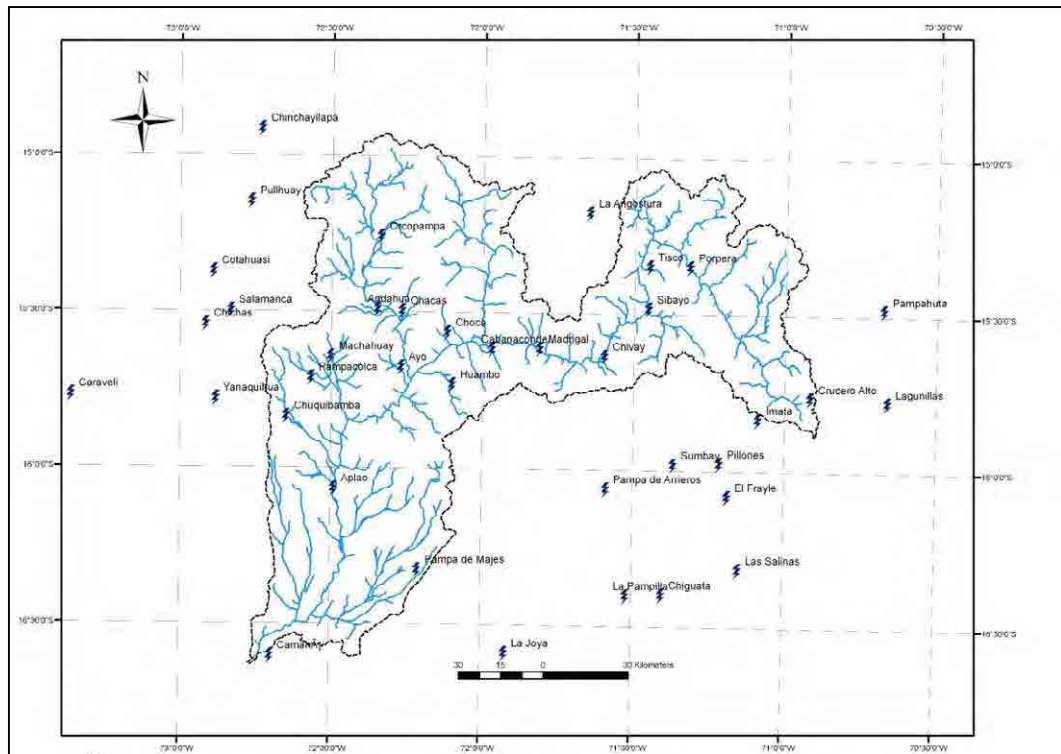 73°0'0"W 72°30'0"W 72°0'0"W 71°30'0"W 71°0'0"W 70°30'0"W
N
Chinchayllapa
15°0'0"S 15°0'0"S
Pullhuay
La Angostura
Orcopampa
Cotahuasi
Tisco Porpera
Salamanca
Andahua Chacas
Sibayo
Pampahuta
15°30'0"S 15°30'0"S
Chichas
Choco
Machahuay
Cabanaconde Madrigal
Chivay
Ayo
Pampacolca
Huambo
Caraveli
Yanaquihua
Crucero Alto
Lagunillas
Chuquibamba
Imata
Sumbay Pillones
16°0'0"S 16°0'0"S
Aplao
Pampa de Arrieros
El Frayle
Pampa de Majes
Las Salinas
La Pampilla Chiguata
16°30'0"S 16°30'0"S
La Joya
30 15 0 30 Kilometers
73°0'0"W 72°30'0"W 72°0'0"W 71°30'0"W 71°0'0"W 70°30'0"W